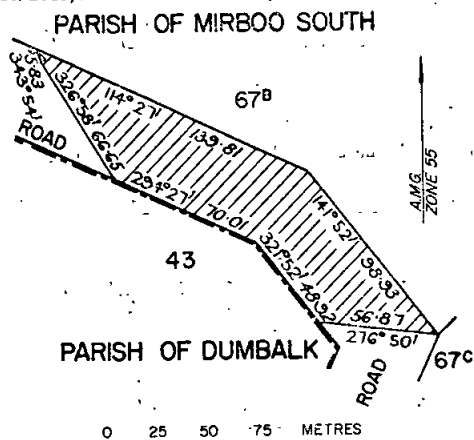 PARISH OF MIRBOO SOUTH
67B
114° 27'
139·81
5·83
343° 54'
326° 58'
66·65
ROAD
294° 27'
70·01
141° 52'
98·93
A.M.G.
ZONE 55
43
321° 52'
48·92
56·87
276° 50'
67C
PARISH OF DUMBALK
ROAD
0 25 50 75 METRES